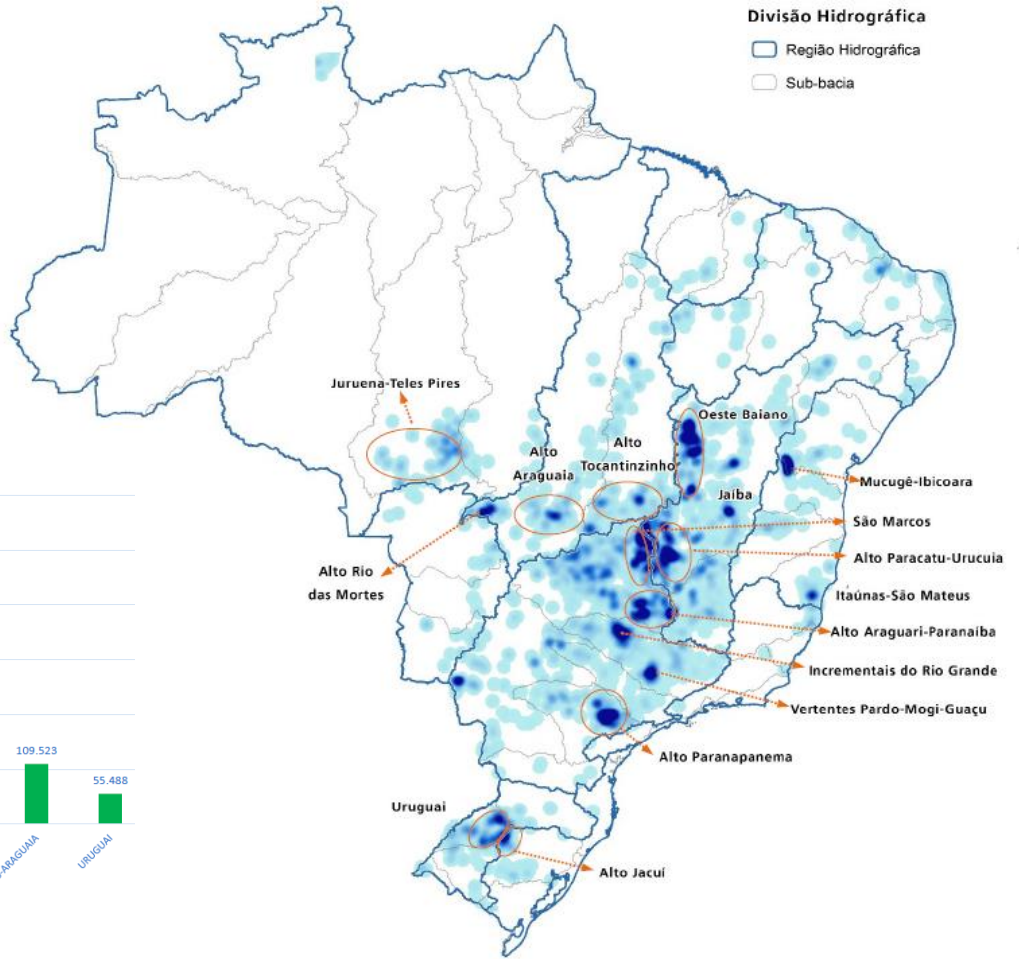 Divisão Hidrográfica
Região Hidrográfica
Sub-bacia
Juruena-Teles Pires
Alto
Araguaia
Alto
Tocantinzinho
Oeste Baiano
Mucugê-Ibicoara
Jaíba
São Marcos
Alto Paracatu-Urucuia
Alto Rio
das Mortes
Itaúnas-São Mateus
Alto Araguari-Paranaíba
Incrementais do Rio Grande
Vertentes Pardo-Mogi-Guaçu
Alto Paranapanema
Uruguai
Alto Jacuí
109.523
55.488
-ARAGUAIA
URUGUAI